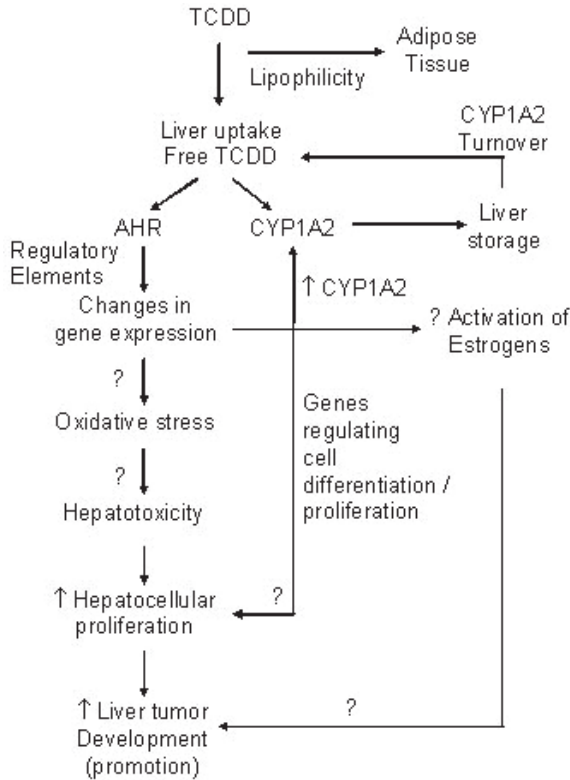 TCDD
Adipose
Tissue
Lipophilicity
CYP1A2
Turnover
Liver uptake
Free TCDD
AHR
CYP1A2
Liver
storage
Regulatory
Elements
↑ CYP1A2
Changes in
gene expression
? Activation of
Estrogens
?
Oxidative stress
Genes
regulating
cell
differentiation /
proliferation
?
Hepatotoxicity
?
↑ Hepatocellular
proliferation
?
↑ Liver tumor
Development
(promotion)